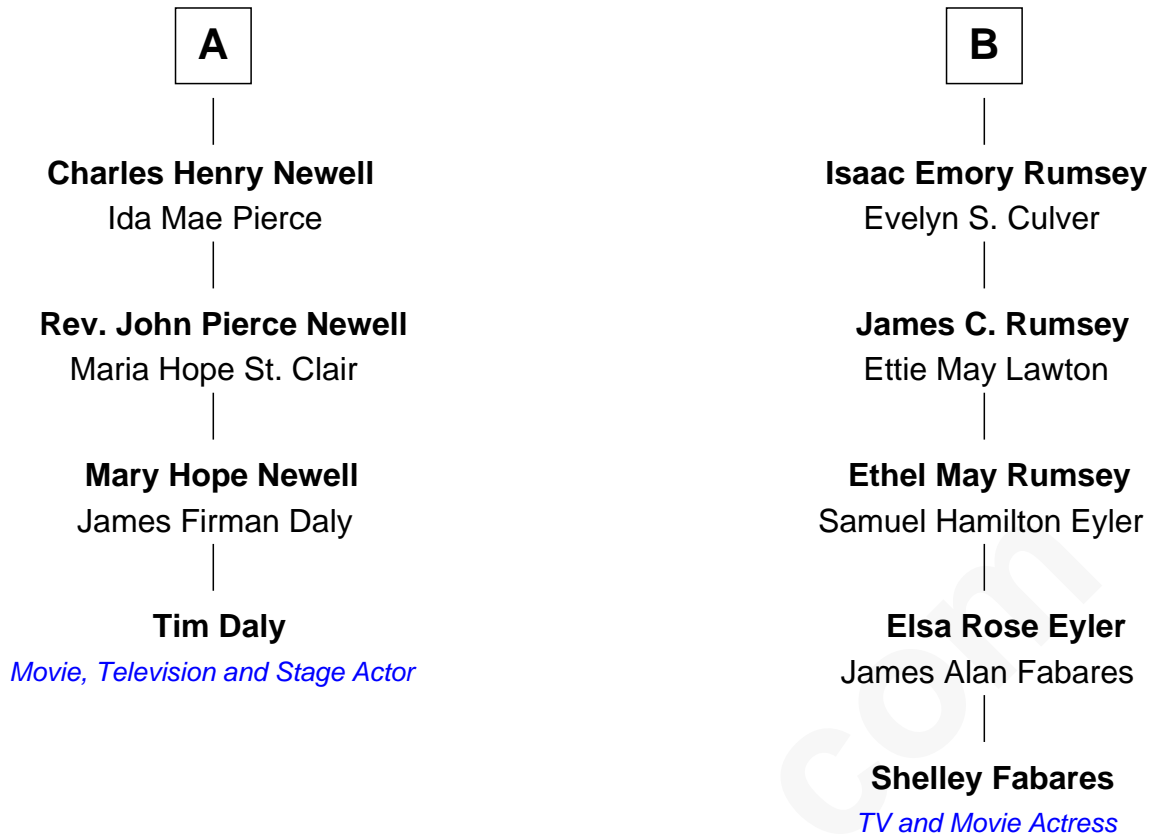 A
Charles Henry Newell
Ida Mae Pierce
Rev. John Pierce Newell
Maria Hope St. Clair
Mary Hope Newell
James Firman Daly
Tim Daly
Movie, Television and Stage Actor
B
Isaac Emory Rumsey
Evelyn S. Culver
James C. Rumsey
Ettie May Lawton
Ethel May Rumsey
Samuel Hamilton Eyler
Elsa Rose Eyler
James Alan Fabares
Shelley Fabares
TV and Movie Actress
com